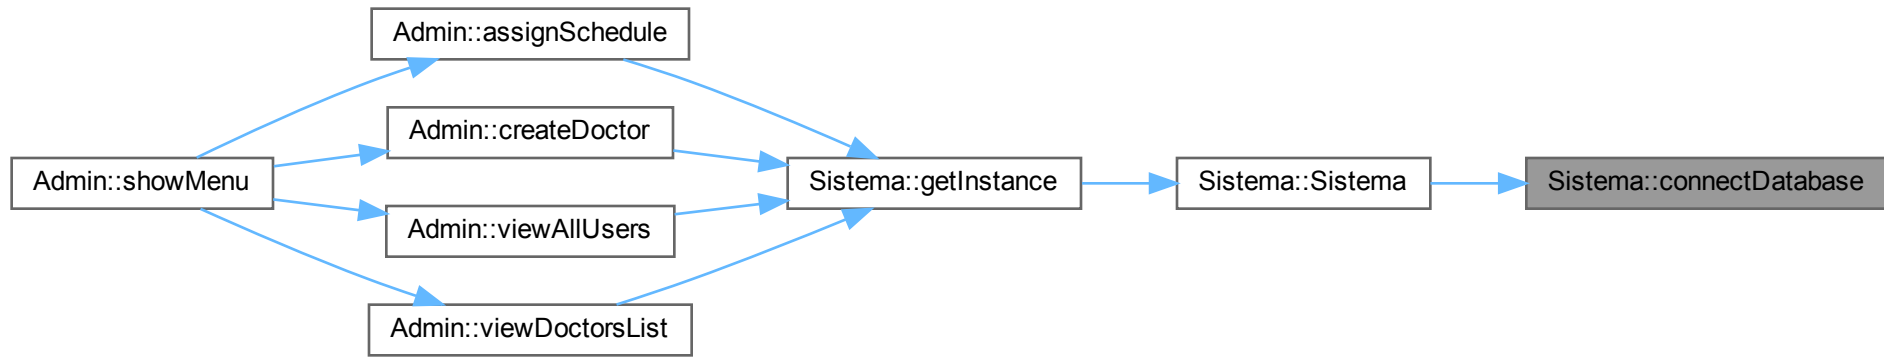 Admin::assignSchedule
Admin::createDoctor
Admin::showMenu
Sistema::getInstance
Sistema::Sistema
Sistema::connectDatabase
Admin::viewAllUsers
Admin::viewDoctorsList